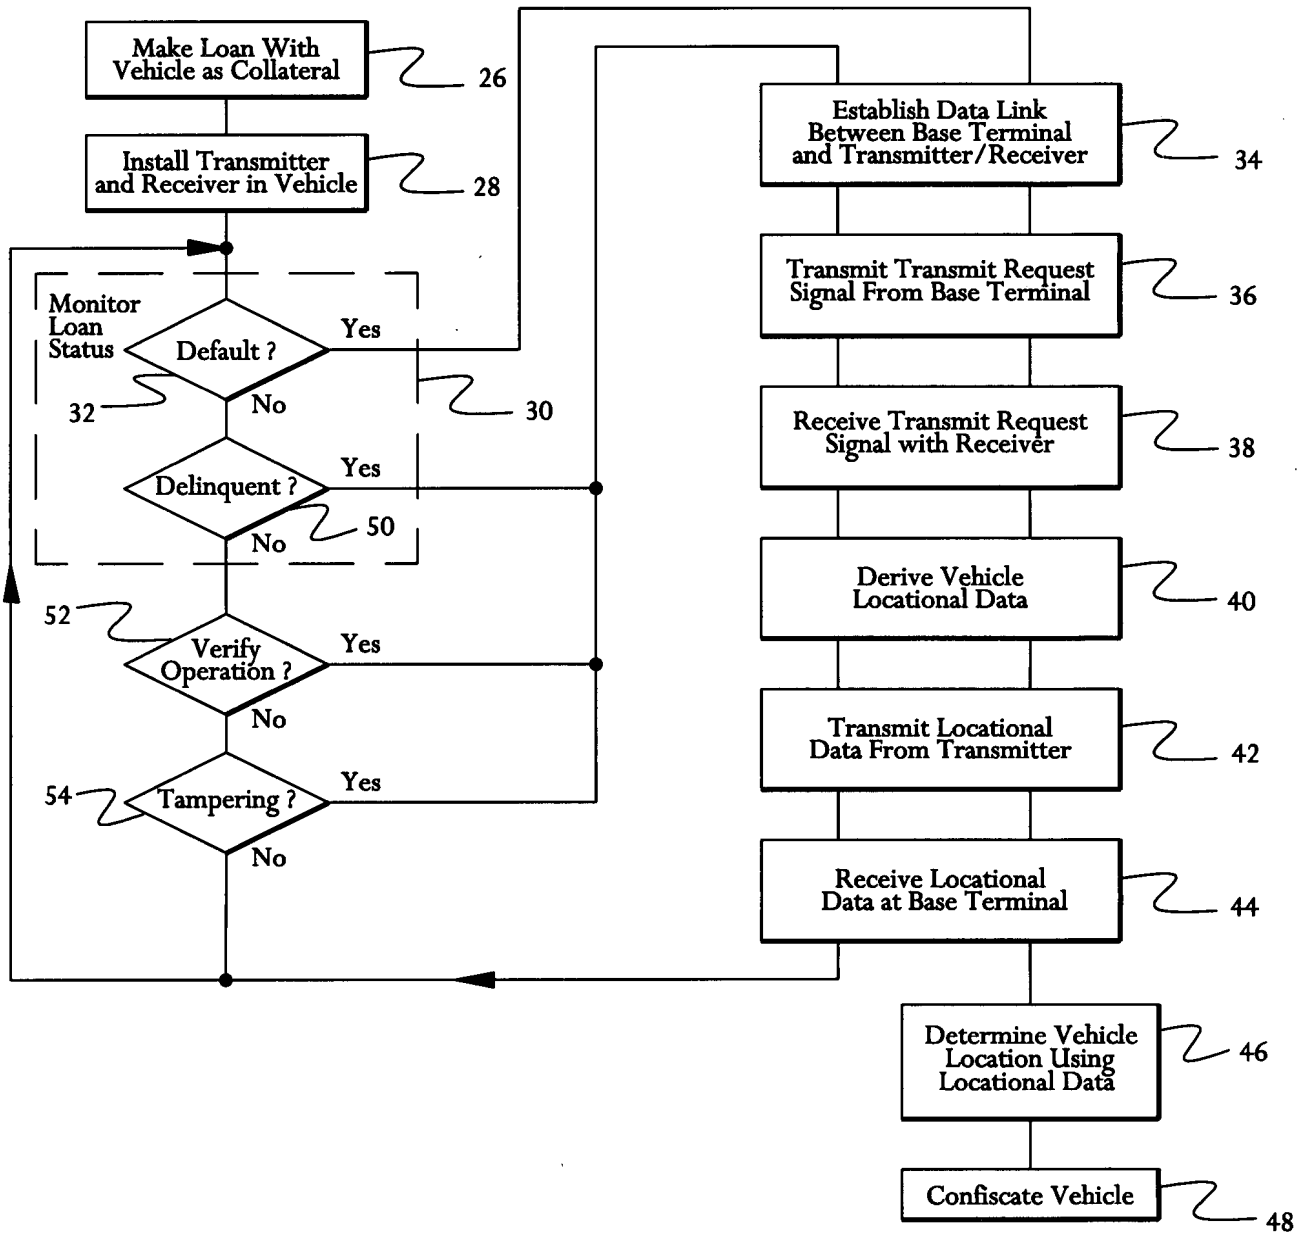 Make Loan With
Vehicle as Collateral
26
Install Transmitter
and Receiver in Vehicle
28
Monitor
Loan
Status
Default ?
Yes
32
No
30
Delinquent ?
Yes
50
No
52
Verify
Operation ?
Yes
No
54
Tampering ?
Yes
No
Establish Data Link
Between Base Terminal
and Transmitter/Receiver
34
Transmit Transmit Request
Signal From Base Terminal
36
Receive Transmit Request
Signal with Receiver
38
Derive Vehicle
Locational Data
40
Transmit Locational
Data From Transmitter
42
Receive Locational
Data at Base Terminal
44
Determine Vehicle
Location Using
Locational Data
46
Confiscate Vehicle
48